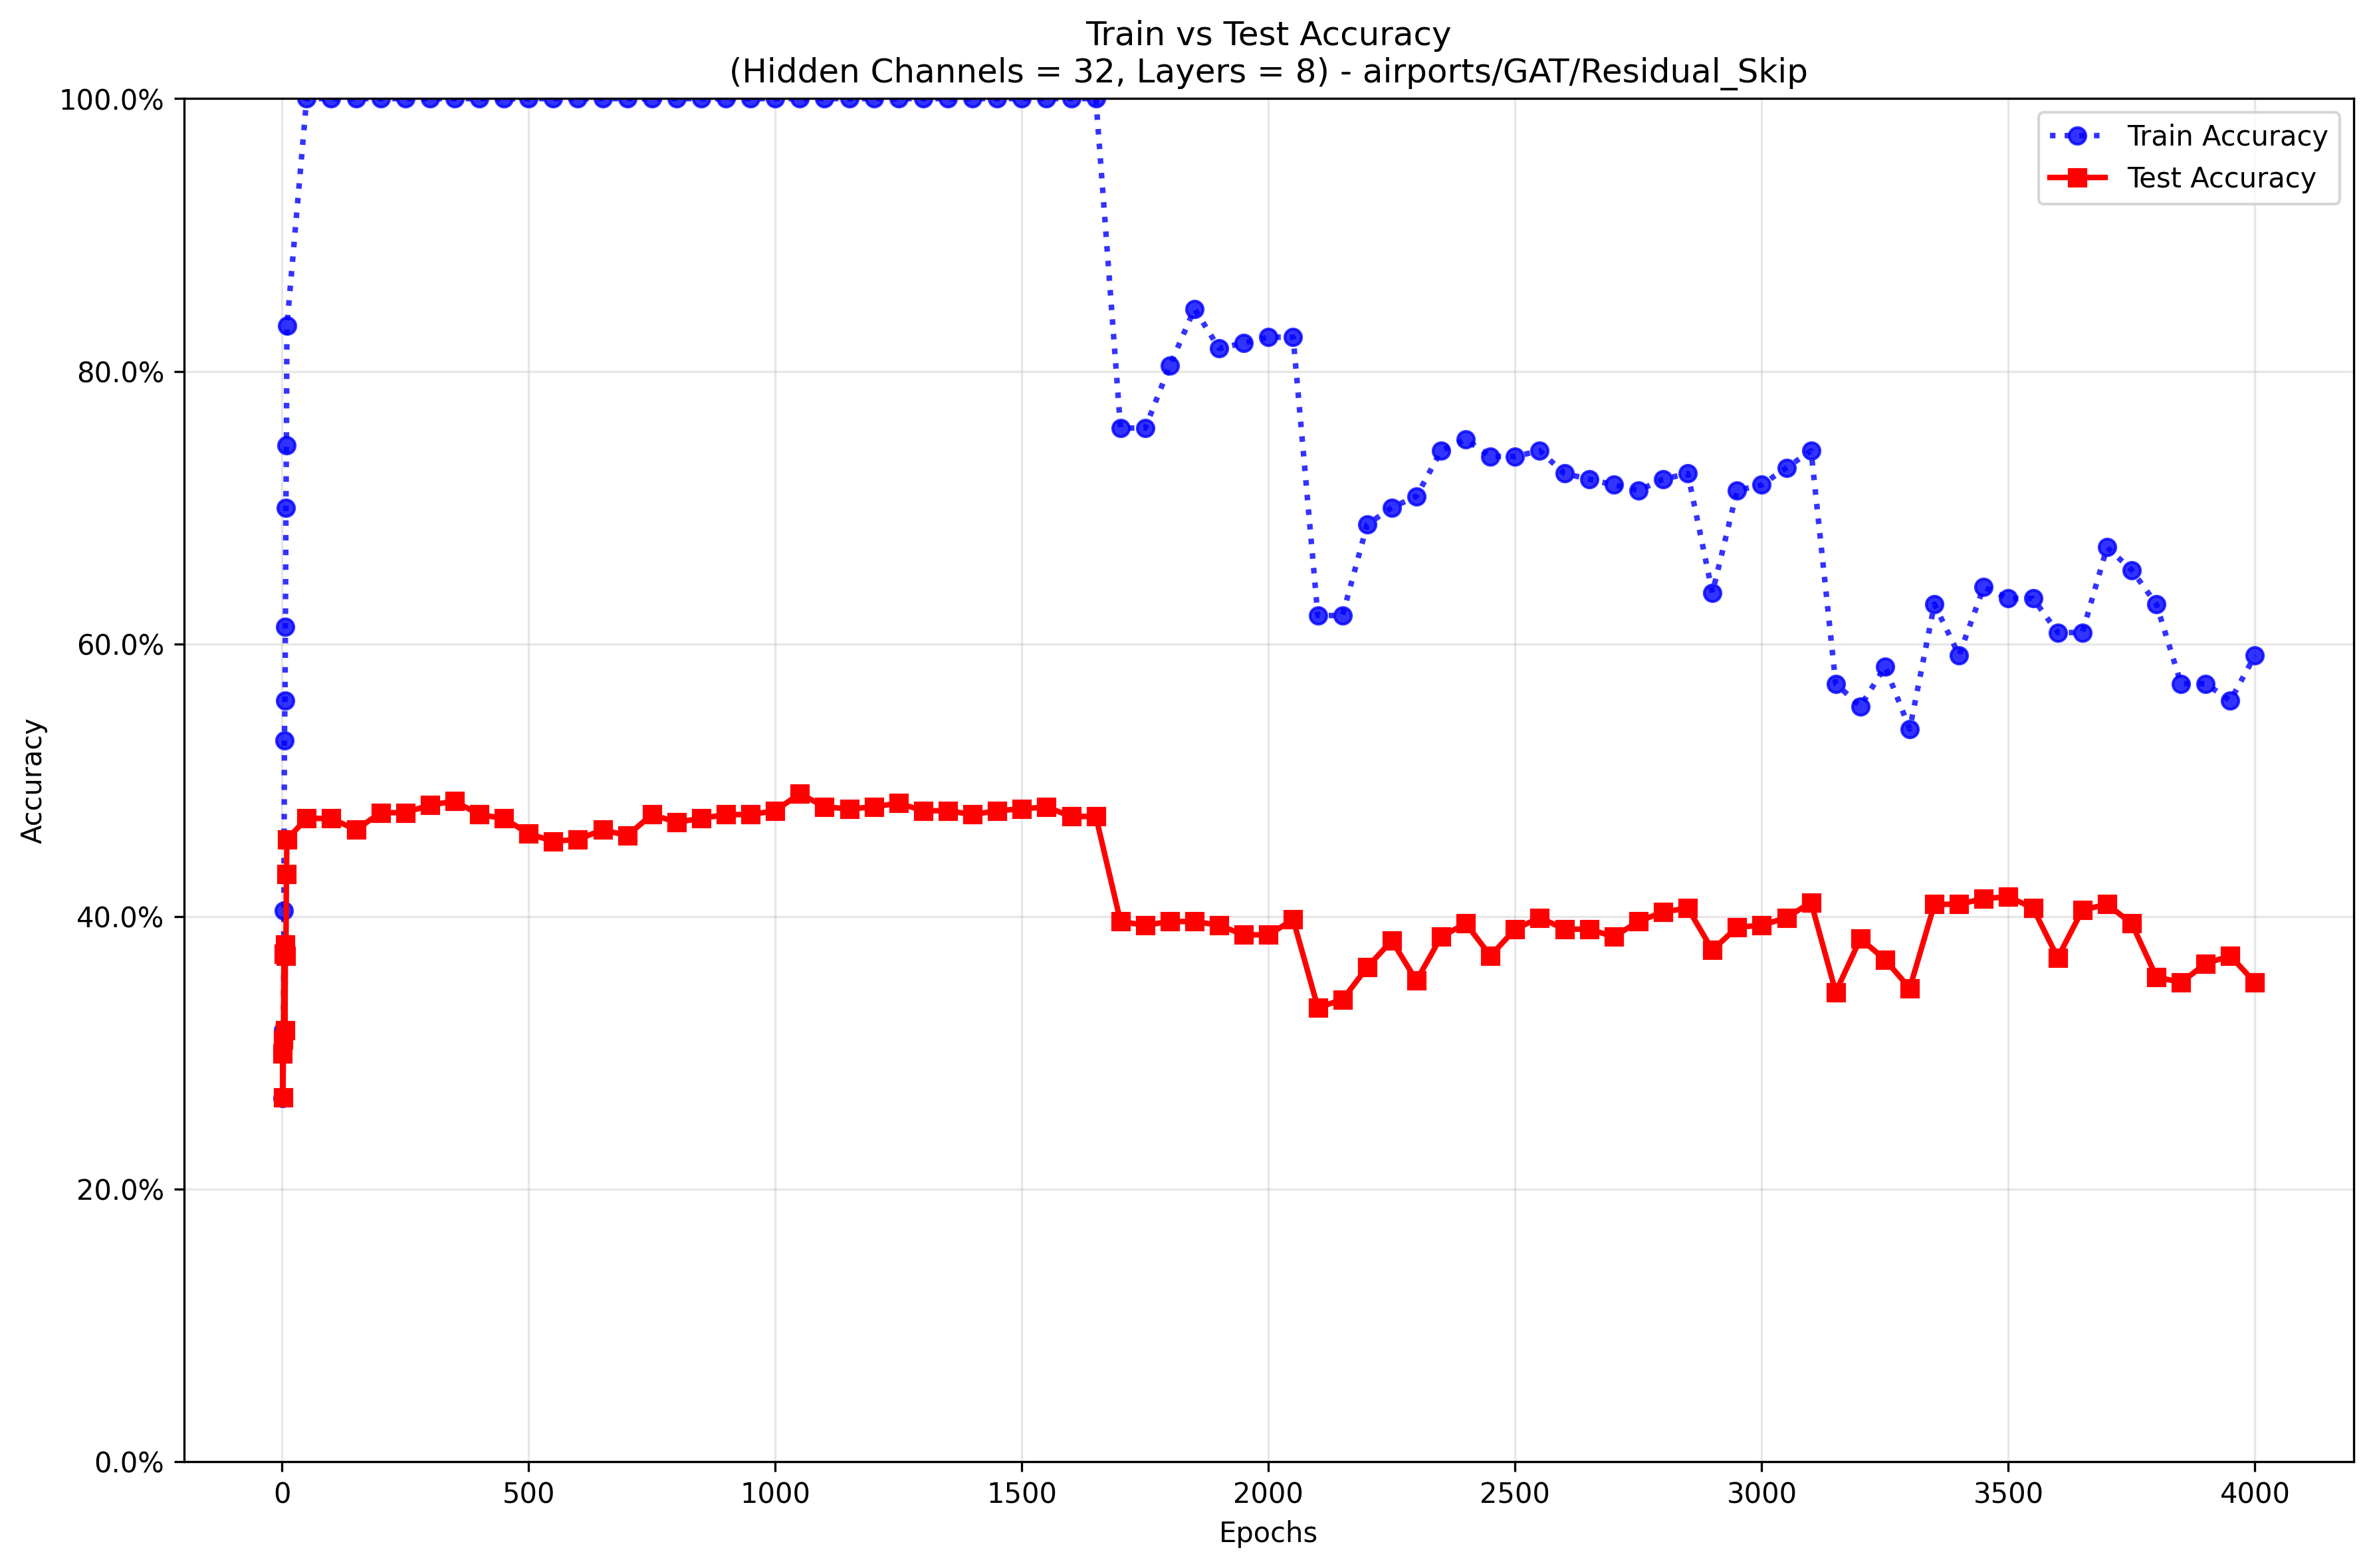 Train vs Test Accuracy
(Hidden Channels = 32, Layers = 8) - airports/GAT/Residual_Skip
100.0%
80.0%
60.0%
40.0%
20.0%
0.0%
Accuracy
Train Accuracy
Test Accuracy
0
500
1000
1500
2000
2500
3000
3500
4000
Epochs